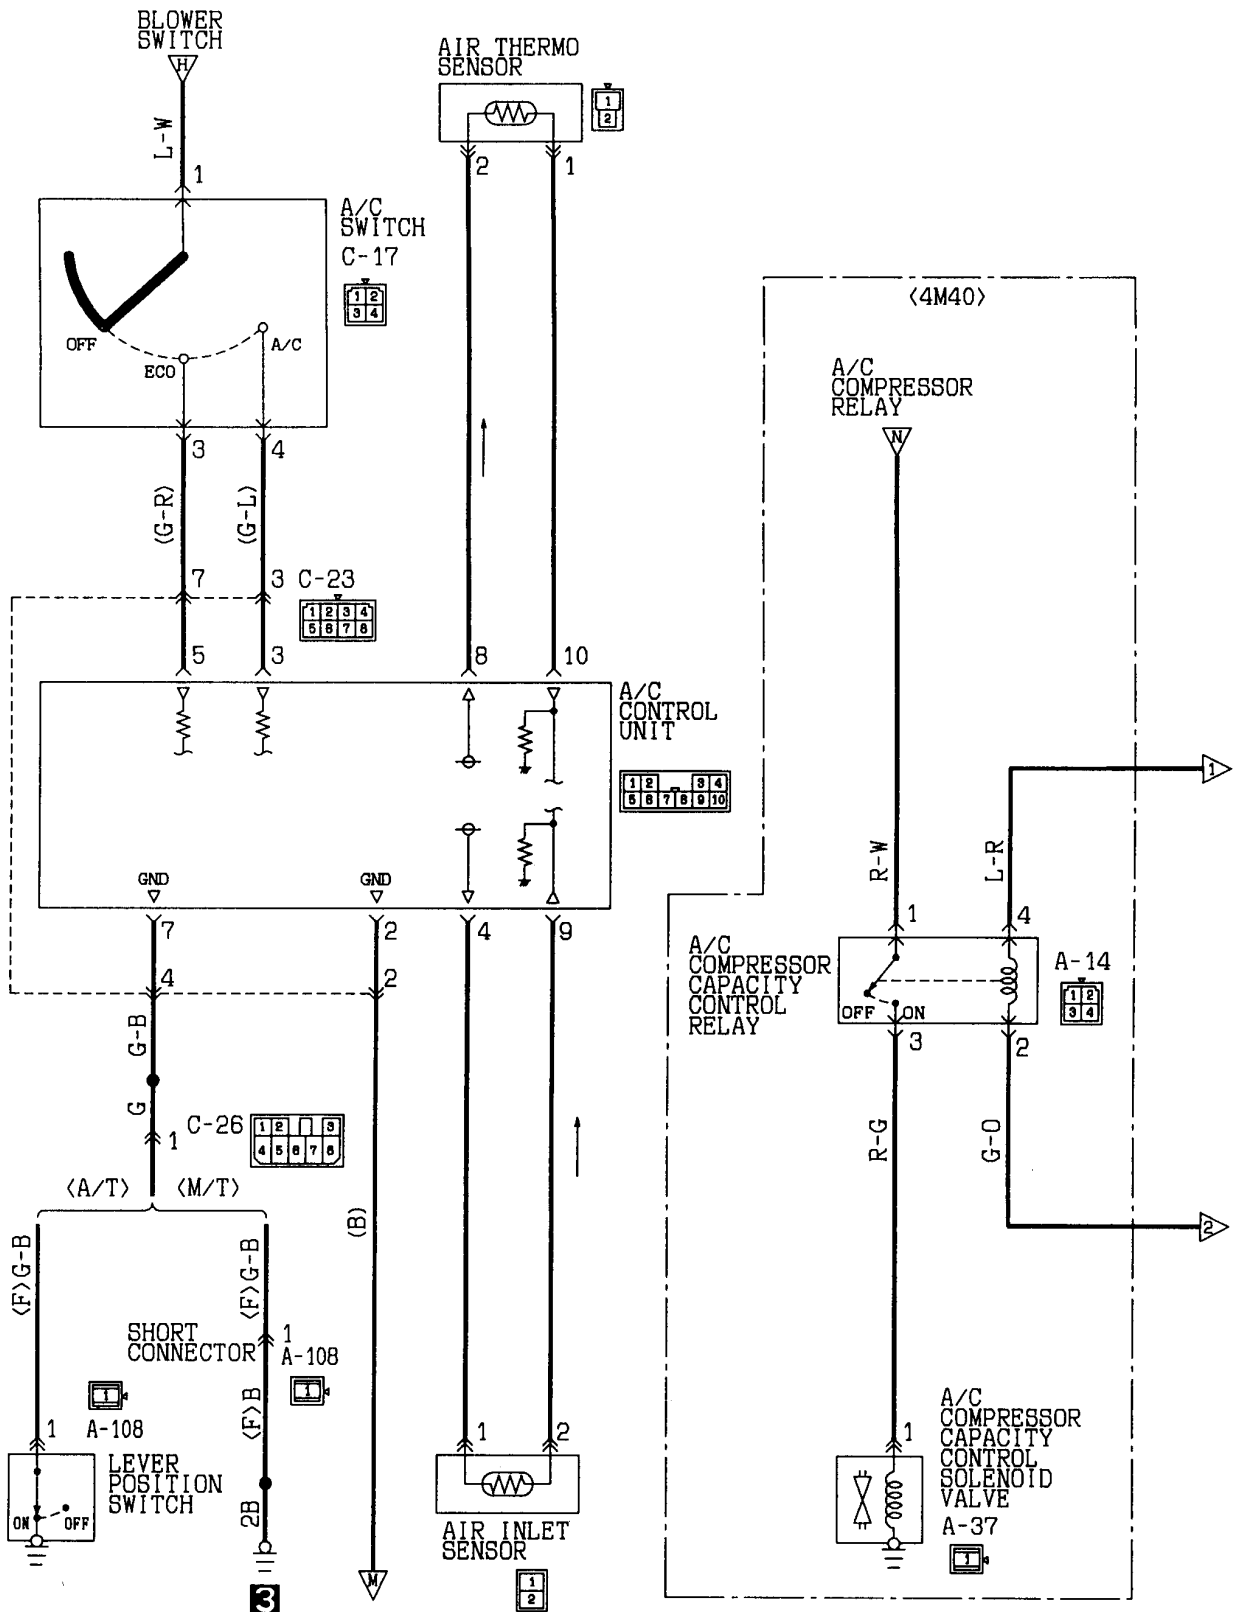 BLOWER
SWITCH
H
L-W
1
A/C
SWITCH
C-17
1 2
3 4
OFF
ECO
A/C
3
4
(G-R)
(G-L)
7
3
C-23
1 2 3 4
5 6 7 8
5
3
AIR THERMO
SENSOR
1
2
2
1
8
10
A/C
CONTROL
UNIT
1 2 3 4
5 6 7 8 9 10
GND
GND
7
2
4
9
4
2
G-B
G
1
C-26
1 2 3
4 5 6 7 8
〈A/T〉
〈M/T〉
(B)
〈F〉G-B
〈F〉G-B
SHORT
CONNECTOR
1
A-108
1
1
A-108
〈F〉B
1
LEVER
POSITION
SWITCH
ON
OFF
2B
3
M
1
2
AIR INLET
SENSOR
1
2
〈4M40〉
A/C
COMPRESSOR
RELAY
N
R-W
L-R
1
1
4
A/C
COMPRESSOR
CAPACITY
CONTROL
RELAY
OFF
ON
A-14
1 2
3 4
3
2
R-G
G-O
2
1
A/C
COMPRESSOR
CAPACITY
CONTROL
SOLENOID
VALVE
A-37
1